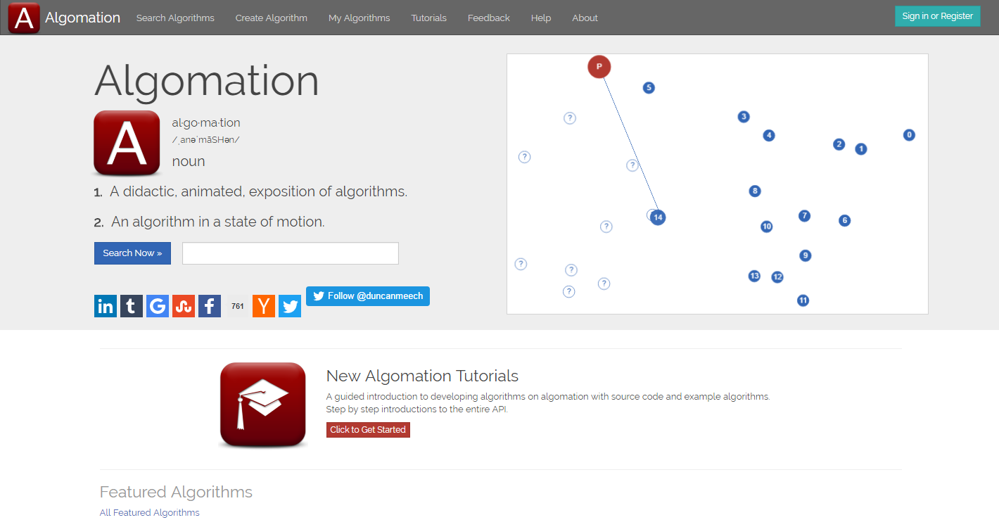 A Algomation Search Algorithms Create Algorithm My Algorithms Tutorials Feedback Help About Sign in or Register
Algomation
A
al·go·ma·tion
/ˌanəˈmāSHən/
noun
1. A didactic, animated, exposition of algorithms.
2. An algorithm in a state of motion.
Search Now »
in t G f 761 Y Follow @duncanmeech
P
5
?
3
4
0
2
1
?
?
8
7
14
6
10
?
9
?
?
13
12
?
?
11
New Algomation Tutorials
A guided introduction to developing algorithms on algomation with source code and example algorithms.
Step by step introductions to the entire API.
Click to Get Started
Featured Algorithms
All Featured Algorithms